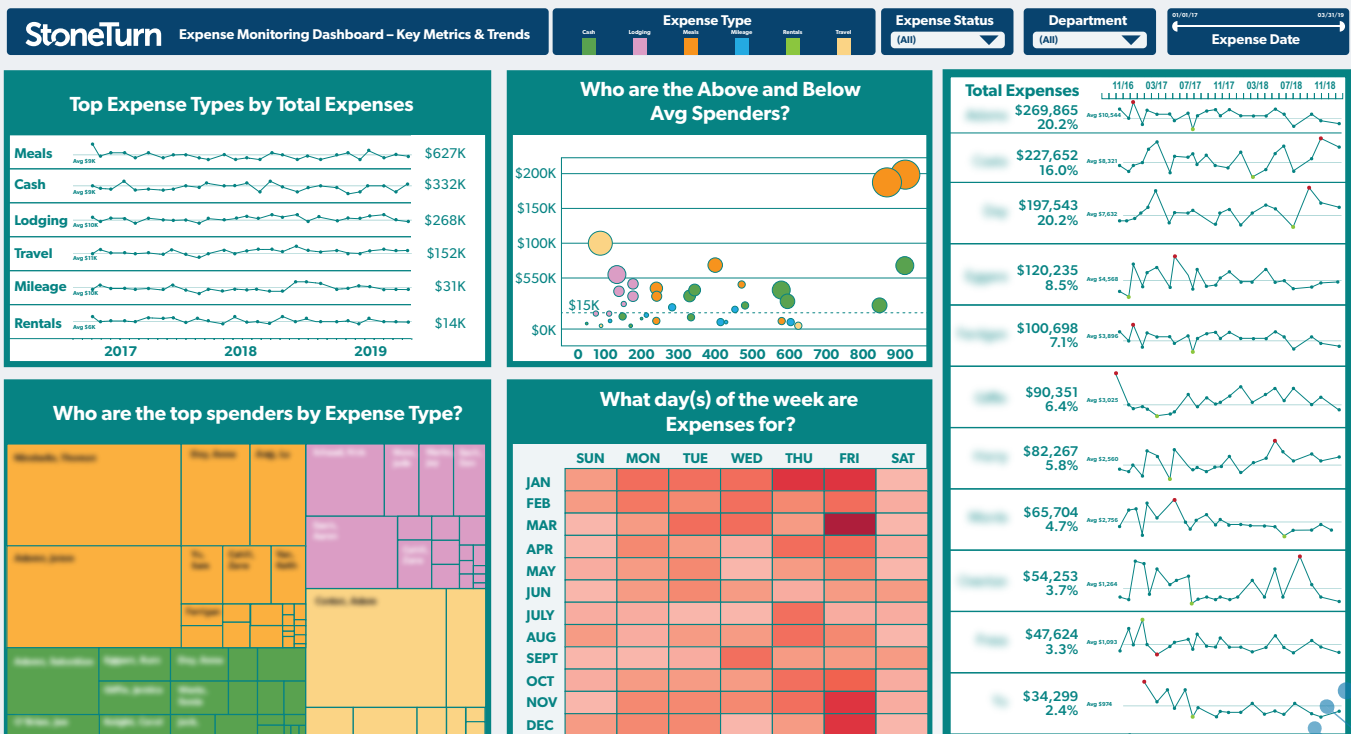 StoneTurn
Expense Monitoring Dashboard – Key Metrics & Trends
Expense Type
Cash Lodging Meals Mileage Rentals Travel
Expense Status
(All)
Department
(All)
01/01/17 03/31/19
Expense Date
Top Expense Types by Total Expenses
Meals Avg $9K $627K
Cash Avg $9K $332K
Lodging Avg $10K $268K
Travel Avg $11K $152K
Mileage Avg $10K $31K
Rentals Avg $6K $14K
2017 2018 2019
Who are the Above and Below
Avg Spenders?
$200K
$150K
$100K
$550K
$15K
$0K
0 100 200 300 400 500 600 700 800 900
Who are the top spenders by Expense Type?
What day(s) of the week are
Expenses for?
SUN MON TUE WED THU FRI SAT
JAN
FEB
MAR
APR
MAY
JUN
JULY
AUG
SEPT
OCT
NOV
DEC
Total Expenses
11/16 03/17 07/17 11/17 03/18 07/18 11/18
$269,865
20.2%
Avg $10,544
$227,652
16.0%
Avg $8,321
$197,543
20.2%
Avg $7,632
$120,235
8.5%
Avg $4,568
$100,698
7.1%
Avg $3,896
$90,351
6.4%
Avg $3,025
$82,267
5.8%
Avg $2,560
$65,704
4.7%
Avg $2,756
$54,253
3.7%
Avg $1,264
$47,624
3.3%
Avg $1,093
$34,299
2.4%
Avg $974